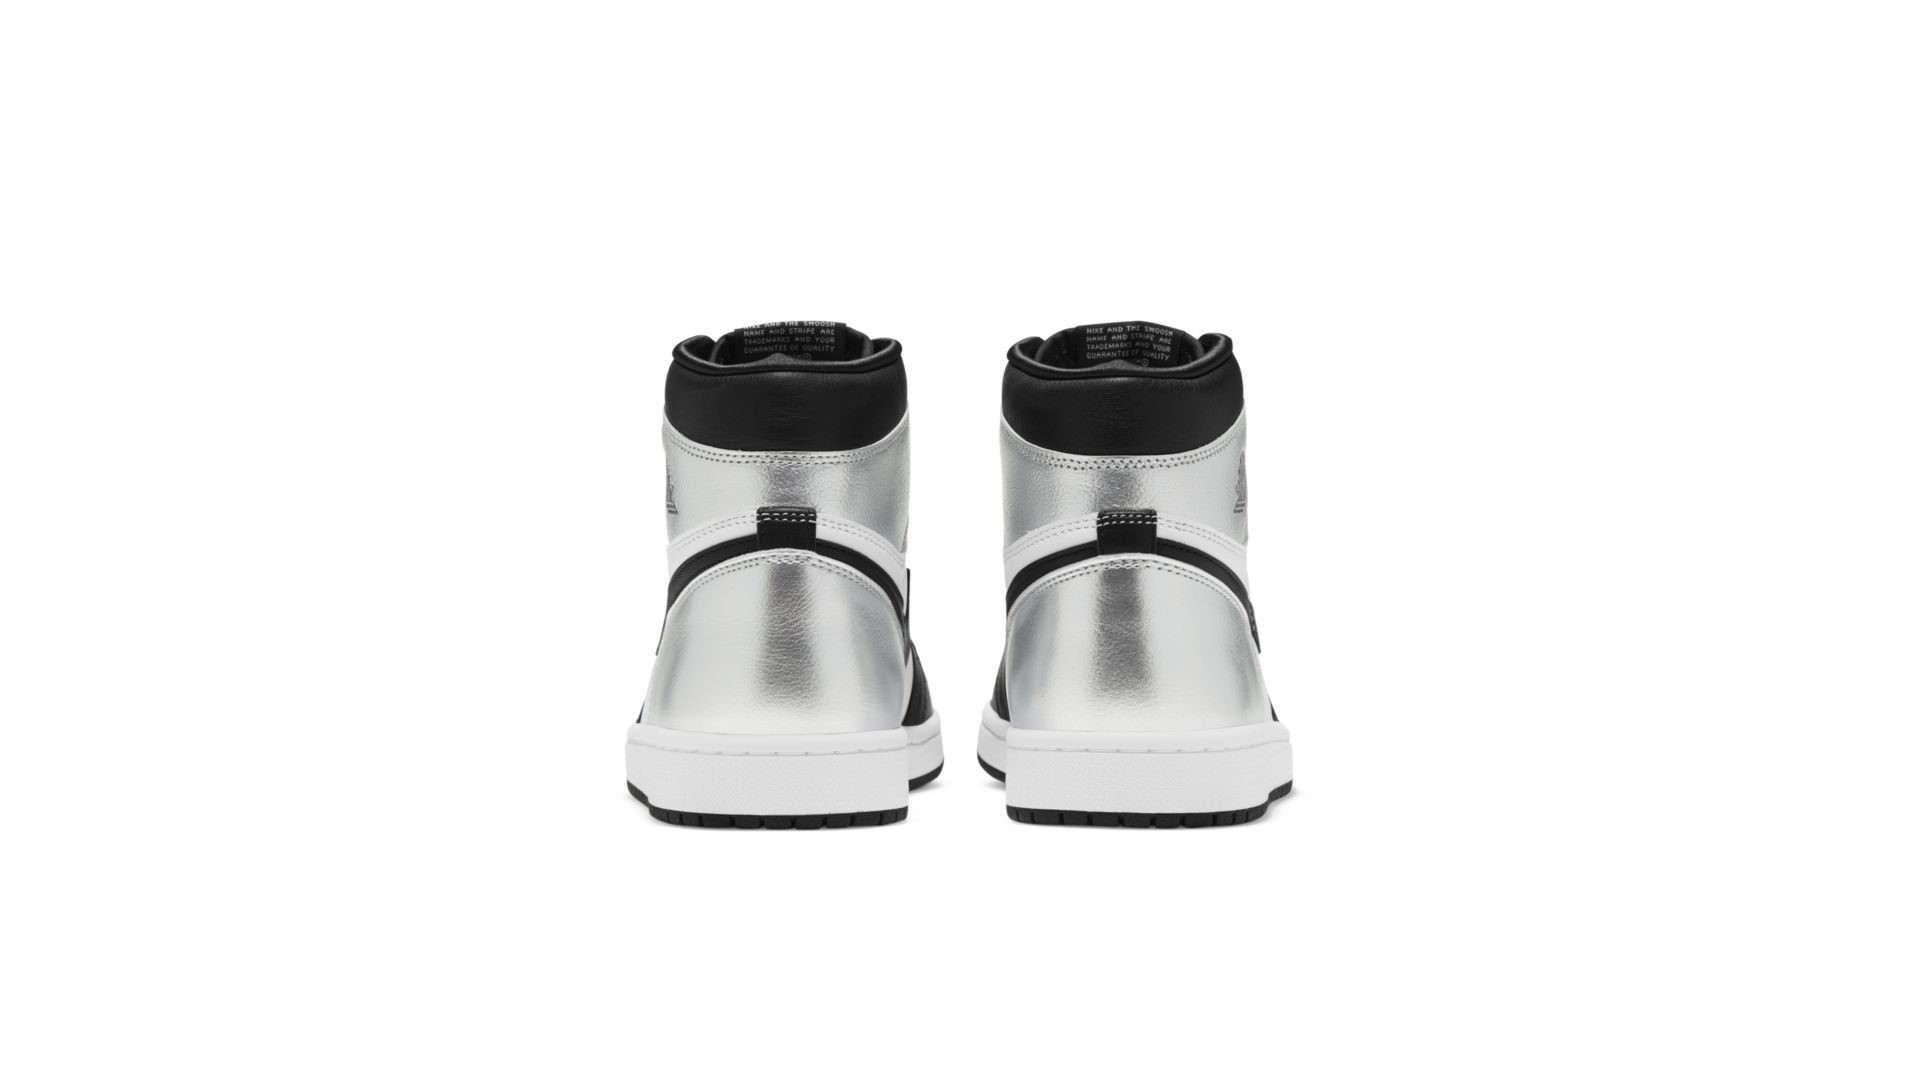 NIKE AND THE SWOOSH
NAME AND STRIPE ARE
TRADEMARKS AND YOUR
GUARANTEE OF QUALITY
NIKE AND THE SWOOSH
NAME AND STRIPE ARE
TRADEMARKS AND YOUR
GUARANTEE OF QUALITY